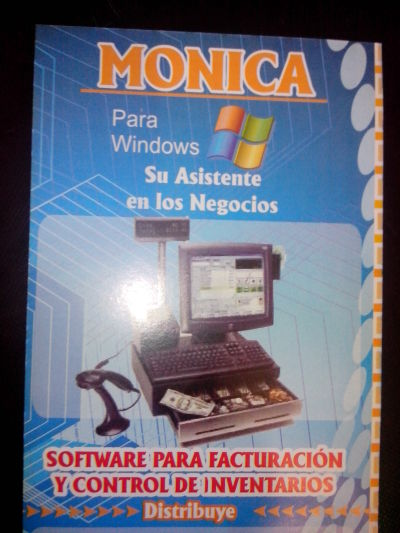 MONICA
Para
Windows
Su Asistente
en los Negocios
SOFTWARE PARA FACTURACIÓN
Y CONTROL DE INVENTARIOS
Distribuye